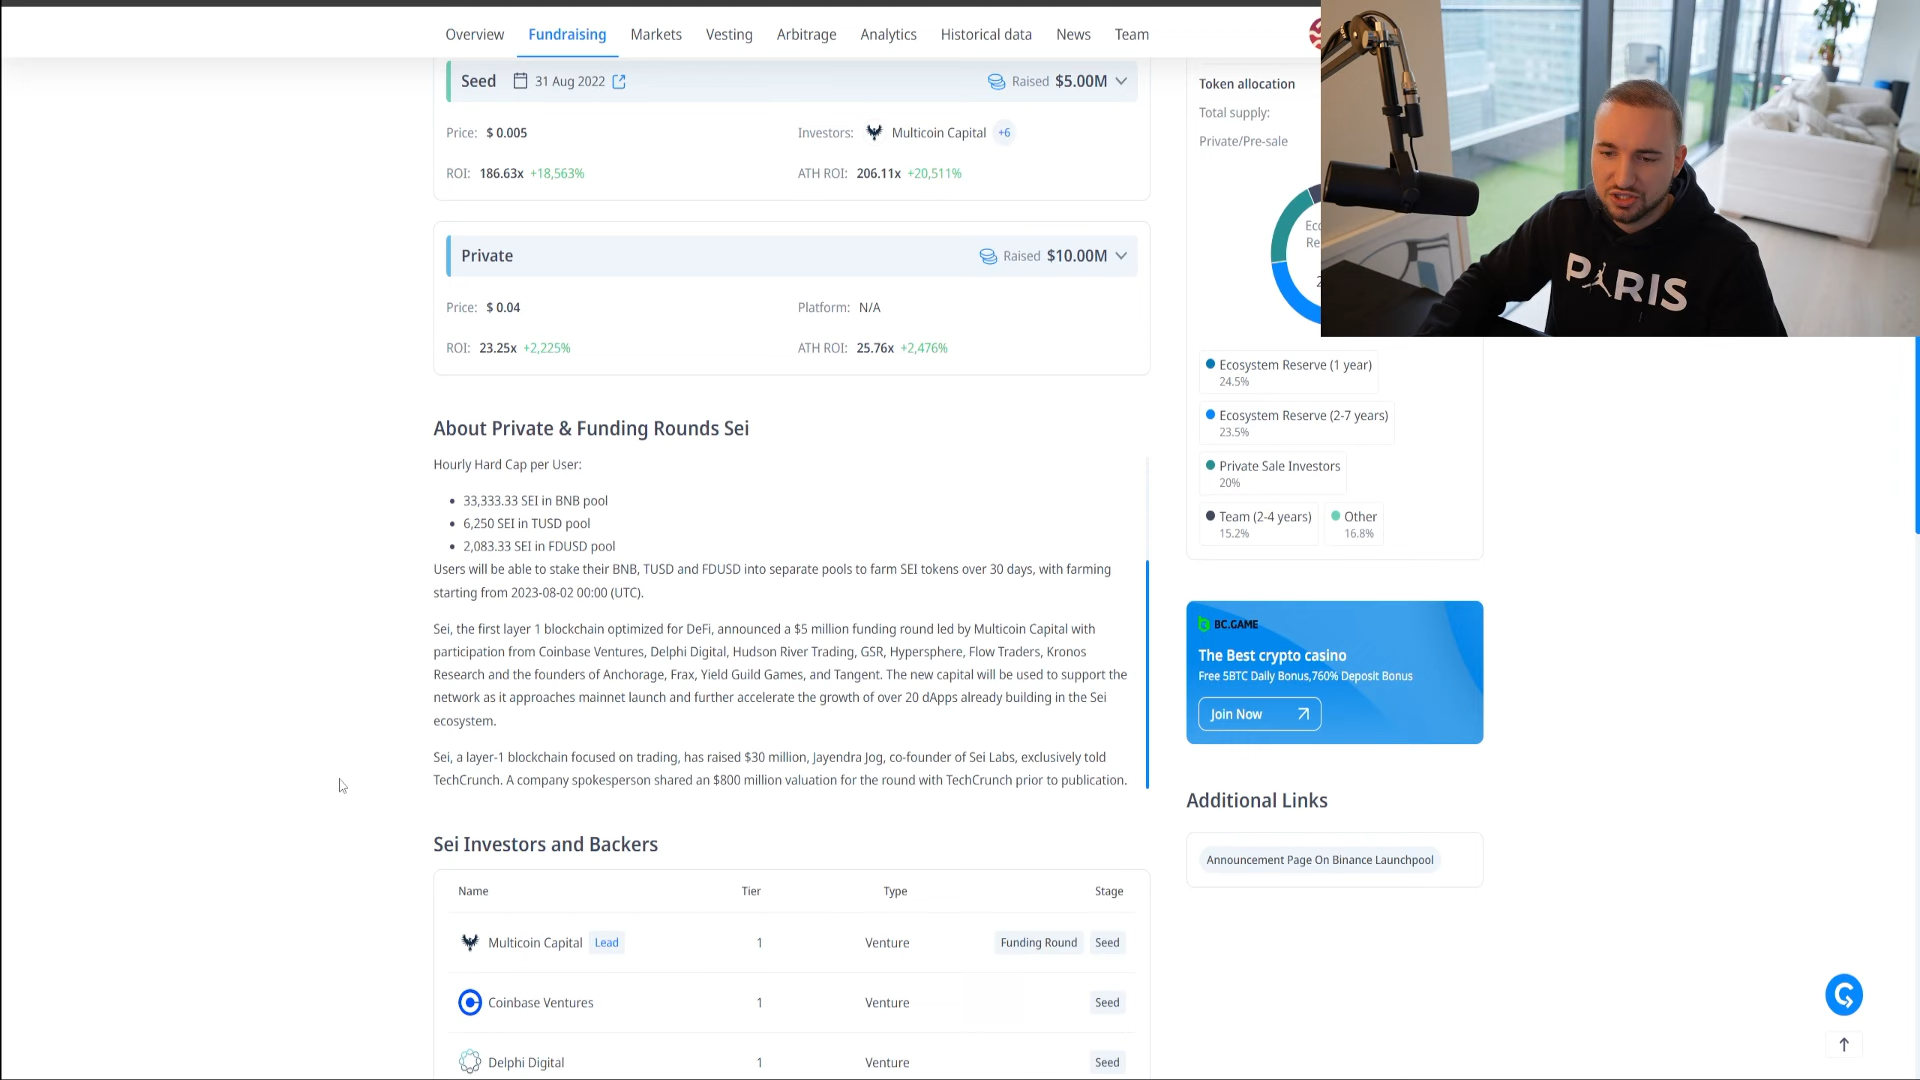 Overview Fundraising Markets Vesting Arbitrage Analytics Historical data News Team
Seed 31 Aug 2022 Raised $5.00M
Price: $ 0.005 Investors: Multicoin Capital +6
ROI: 186.63x +18,563% ATH ROI: 206.11x +20,511%
Private Raised $10.00M
Price: $ 0.04 Platform: N/A
ROI: 23.25x +2,225% ATH ROI: 25.76x +2,476%
About Private & Funding Rounds Sei
Hourly Hard Cap per User:
• 33,333.33 SEI in BNB pool
• 6,250 SEI in TUSD pool
• 2,083.33 SEI in FDUSD pool
Users will be able to stake their BNB, TUSD and FDUSD into separate pools to farm SEI tokens over 30 days, with farming
starting from 2023-08-02 00:00 (UTC).
Sei, the first layer 1 blockchain optimized for DeFi, announced a $5 million funding round led by Multicoin Capital with
participation from Coinbase Ventures, Delphi Digital, Hudson River Trading, GSR, Hypersphere, Flow Traders, Kronos
Research and the founders of Anchorage, Frax, Yield Guild Games, and Tangent. The new capital will be used to support the
network as it approaches mainnet launch and further accelerate the growth of over 20 dApps already building in the Sei
ecosystem.
Sei, a layer-1 blockchain focused on trading, has raised $30 million, Jayendra Jog, co-founder of Sei Labs, exclusively told
TechCrunch. A company spokesperson shared an $800 million valuation for the round with TechCrunch prior to publication.
Sei Investors and Backers
Name Tier Type Stage
Multicoin Capital Lead 1 Venture Funding Round Seed
Coinbase Ventures 1 Venture Seed
Delphi Digital 1 Venture Seed
Token allocation
Total supply:
Private/Pre-sale
PARIS
Ecosystem Reserve (1 year)
24.5%
Ecosystem Reserve (2-7 years)
23.5%
Private Sale Investors
20%
Team (2-4 years) Other
15.2% 16.8%
BC.GAME
The Best crypto casino
Free 5BTC Daily Bonus,760% Deposit Bonus
Join Now
Additional Links
Announcement Page On Binance Launchpool